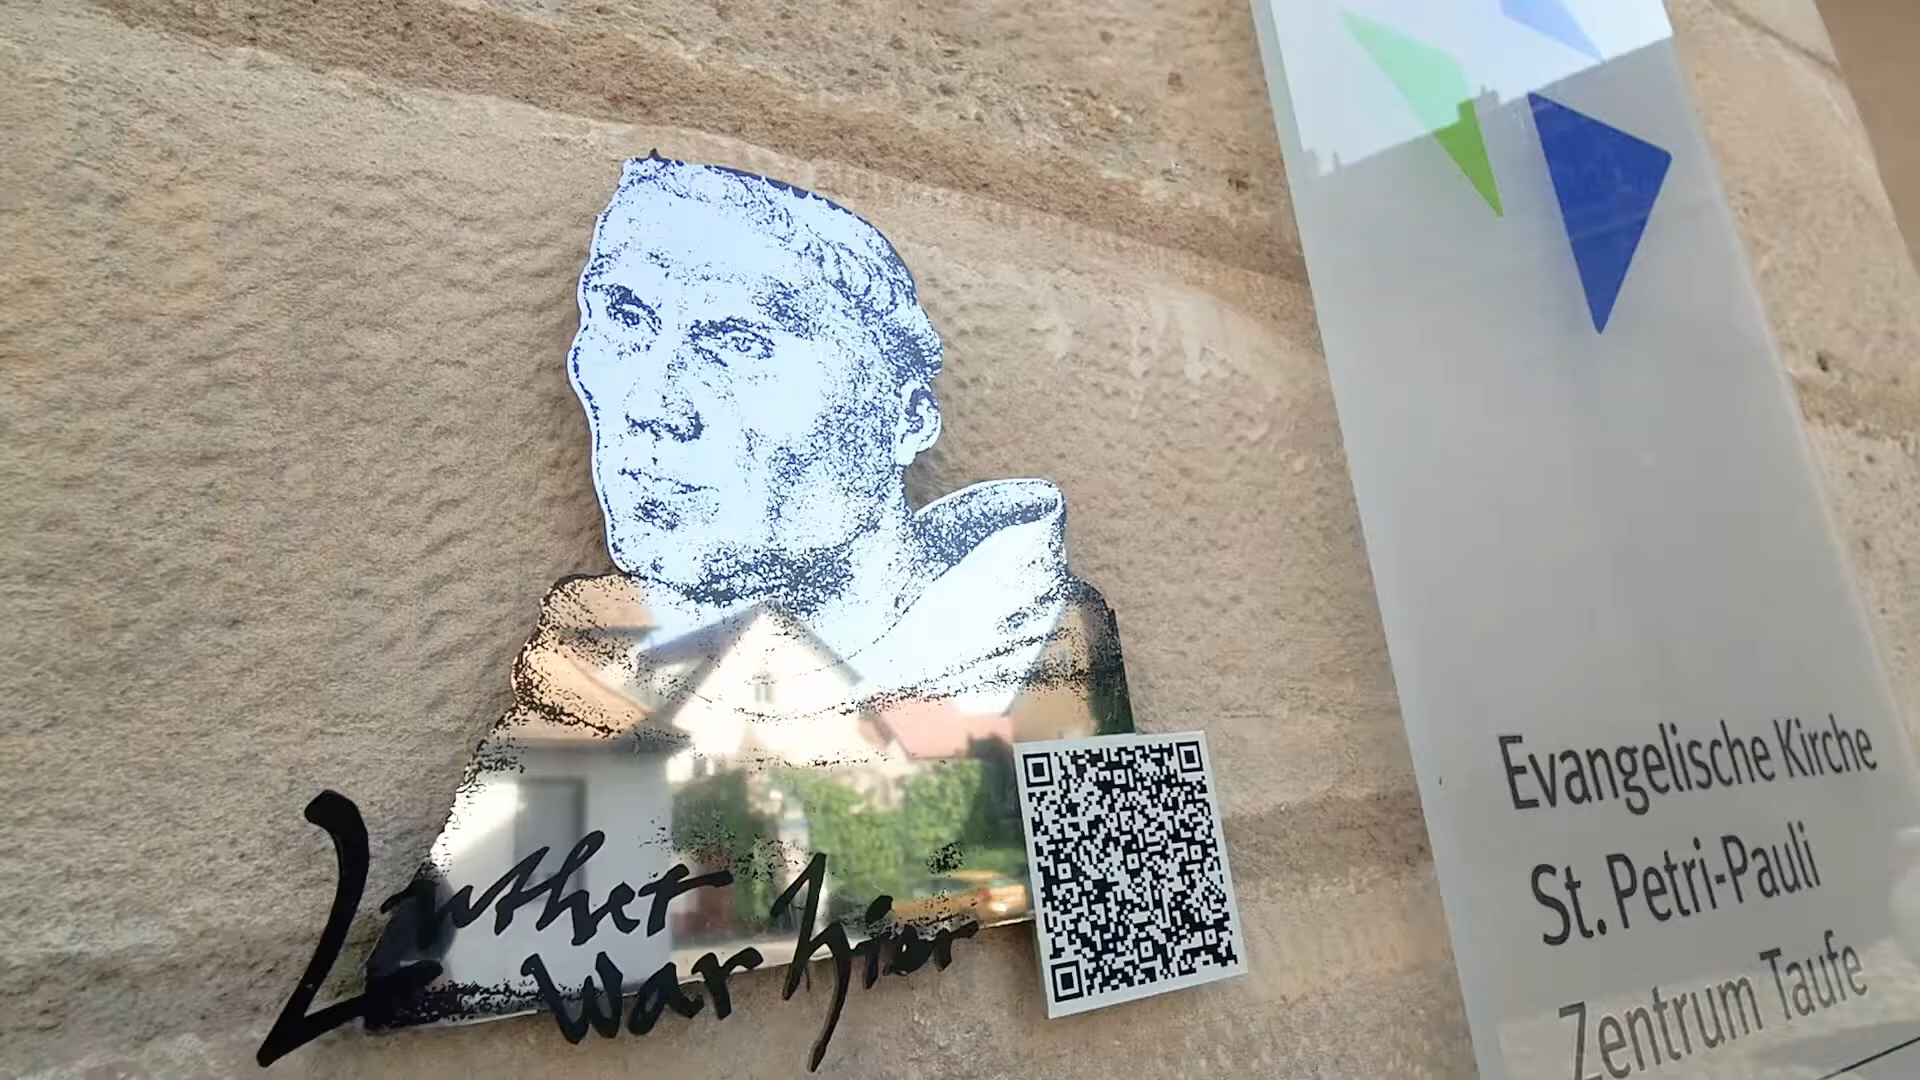 Luther
war hier
Evangelische Kirche
St. Petri-Pauli
Zentrum Taufe